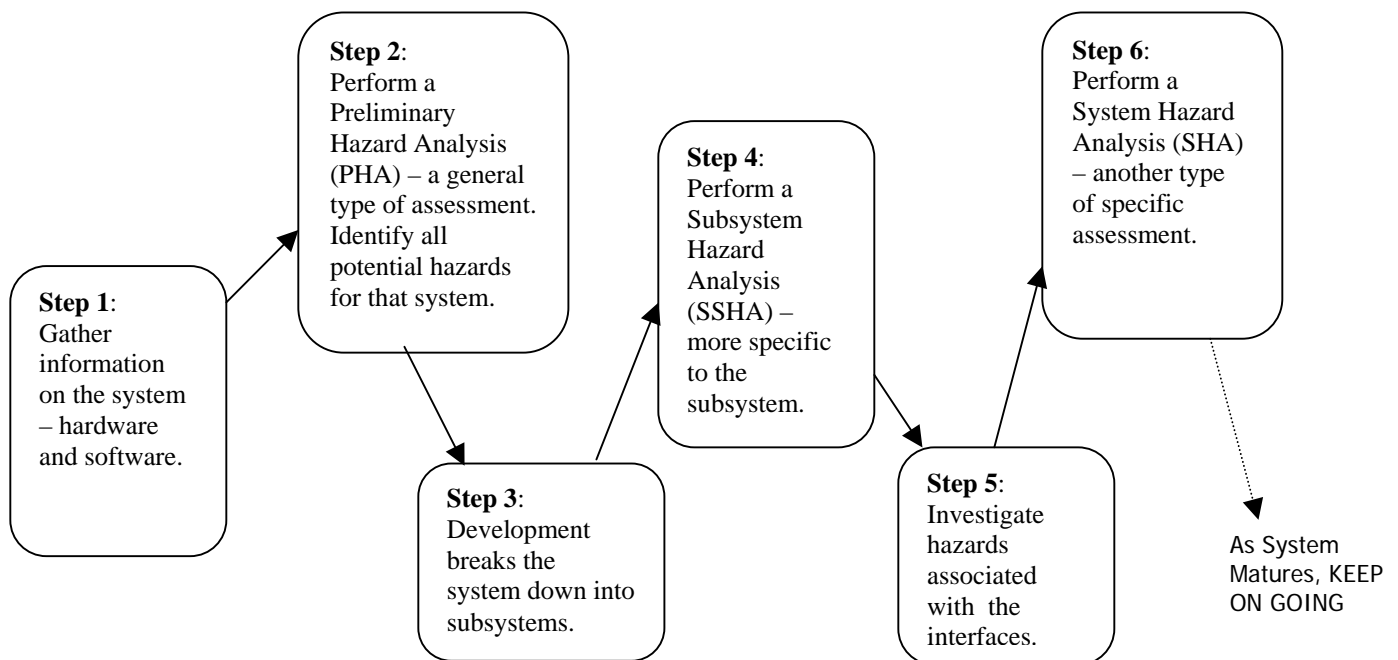 Step 1:
Gather
information
on the system
– hardware
and software.
Step 2:
Perform a
Preliminary
Hazard Analysis
(PHA) – a general
type of assessment.
Identify all
potential hazards
for that system.
Step 3:
Development
breaks the
system down into
subsystems.
Step 4:
Perform a
Subsystem
Hazard
Analysis
(SSHA) –
more specific
to the
subsystem.
Step 5:
Investigate
hazards
associated
with the
interfaces.
Step 6:
Perform a
System Hazard
Analysis (SHA)
– another type
of specific
assessment.
As System
Matures, KEEP
ON GOING